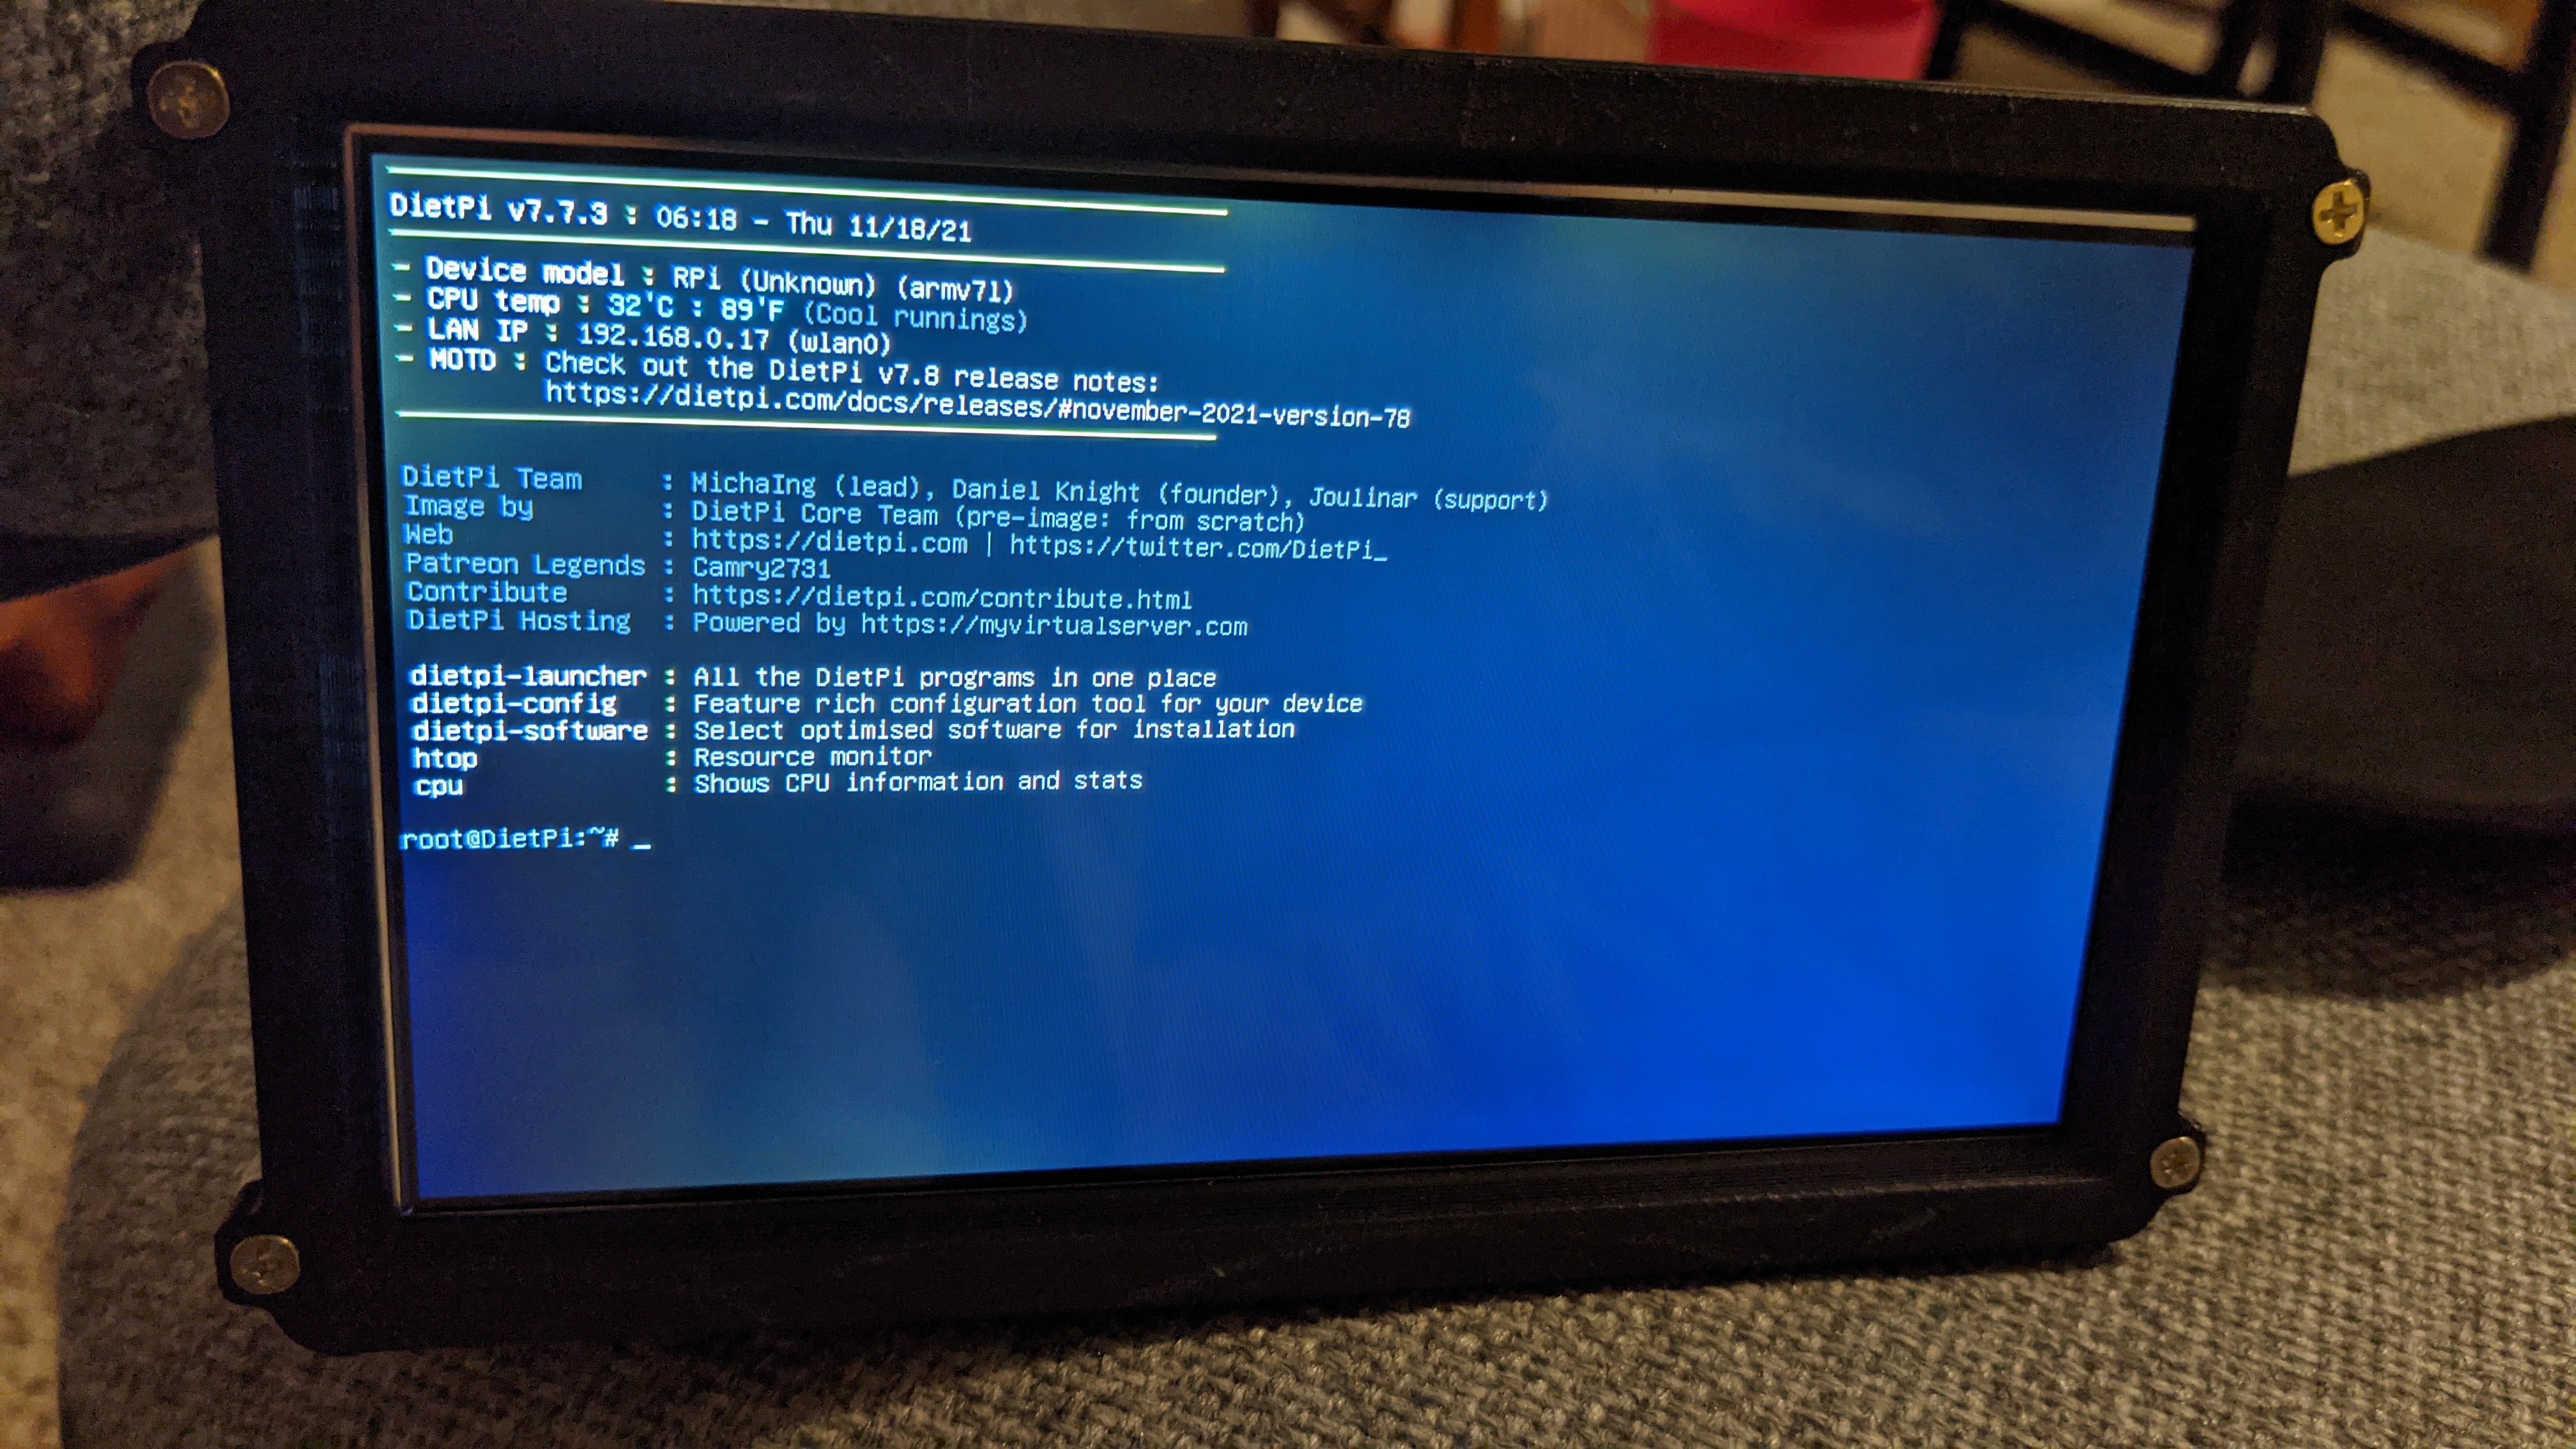 DietPi v7.7.3 : 06:18 - Thu 11/18/21
- Device model : RPi (Unknown) (armv7l)
- CPU temp : 32'C : 89'F (Cool runnings)
- LAN IP : 192.168.0.17 (wlan0)
- MOTD : Check out the DietPi v7.8 release notes:
https://dietpi.com/docs/releases/#november-2021-version-78
DietPi Team : MichaIng (lead), Daniel Knight (founder), Joulinar (support)
Image by : DietPi Core Team (pre-image: from scratch)
Web : https://dietpi.com | https://twitter.com/DietPi_
Patreon Legends : Camry2731
Contribute : https://dietpi.com/contribute.html
DietPi Hosting : Powered by https://myvirtualserver.com
dietpi-launcher : All the DietPi programs in one place
dietpi-config : Feature rich configuration tool for your device
dietpi-software : Select optimised software for installation
htop : Resource monitor
cpu : Shows CPU information and stats
root@DietPi:~# _